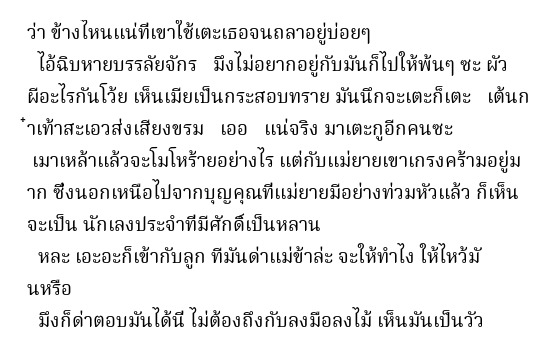 ว่า ข้างไหนแน่ที่เขาใช้เตะเธอจนถลาอยู่บ่อยๆ
ไอ้ฉิบหายบรรลัยจักร มึงไม่อยากอยู่กับมันก็ไปให้พ้นๆ ซะ ผัว
ผีอะไรกันโว้ย เห็นเมียเป็นกระสอบทราย มันนึกจะเตะก็เตะ เต้นก
๋าเท้าสะเอวส่งเสียงขรม เออ แน่จริง มาเตะกูอีกคนซะ
เมาเหล้าแล้วจะโมโหร้ายอย่างไร แต่กับแม่ยายเขาเกรงคร้ามอยู่ม
าก ซึ่งนอกเหนือไปจากบุญคุณที่แม่ยายมีอย่างท่วมหัวแล้ว ก็เห็น
จะเป็น นักเลงประจำที่มีศักดิ์เป็นหลาน
หละ เอะอะก็เข้ากับลูก ทีมันด่าแม่ข้าล่ะ จะให้ทำไง ให้ไหว้มั
นหรือ
มึงก็ด่าตอบมันได้นี่ ไม่ต้องถึงกับลงมือลงไม้ เห็นมันเป็นวัว